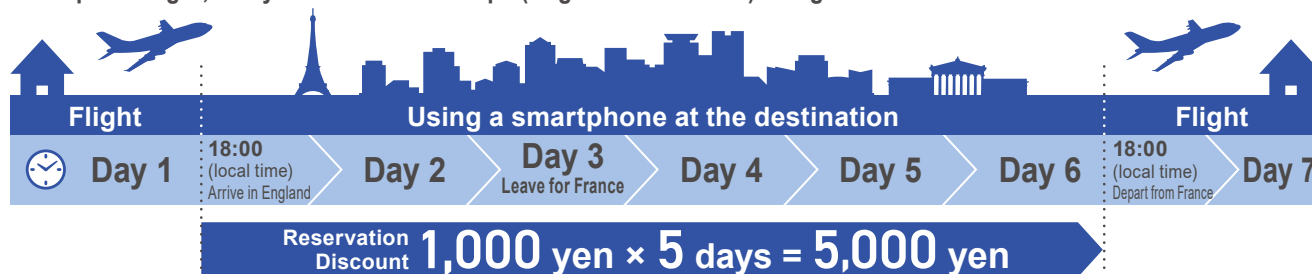 Flight
Using a smartphone at the destination
Flight
Day 1
18:00
(local time)
Arrive in England
Day 2
Day 3
Leave for France
Day 4
Day 5
Day 6
18:00
(local time)
Depart from France
Day 7
Reservation
Discount
1,000 yen × 5 days = 5,000 yen